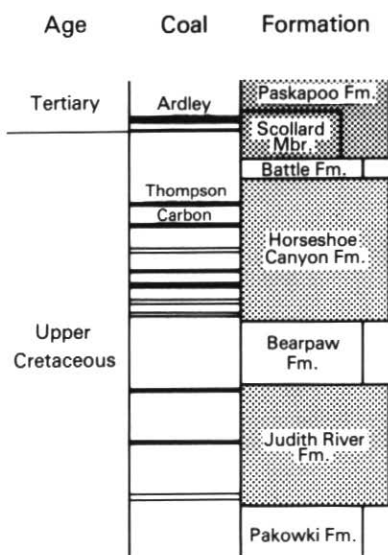 Age Coal Formation
Paskapoo Fm.
Tertiary Ardley
Scollard
Mbr.
Battle Fm.
Thompson
Carbon
Horseshoe
Canyon Fm.
Upper
Cretaceous
Bearpaw
Fm.
Judith River
Fm.
Pakowki Fm.